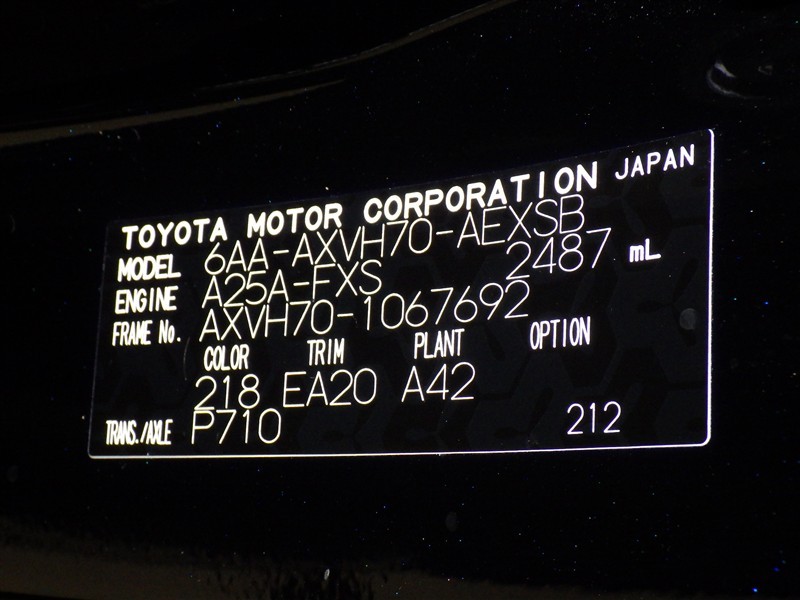 TOYOTA MOTOR CORPORATION JAPAN
MODEL 6AA-AXVH70-AEXSB
ENGINE A25A-FXS 2487 mL
FRAME No. AXVH70-1067692
COLOR TRIM PLANT OPTION
218 EA20 A42
TRANS./AXLE P710 212